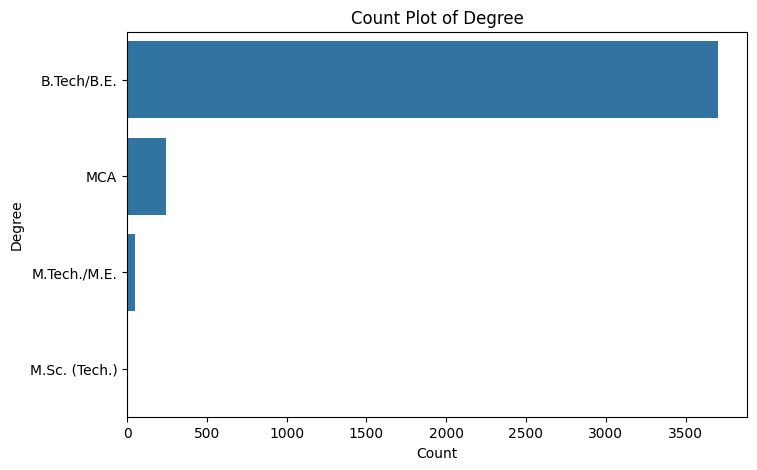 Count Plot of Degree
B.Tech/B.E.
MCA
M.Tech./M.E.
M.Sc. (Tech.)
Degree
0 500 1000 1500 2000 2500 3000 3500
Count